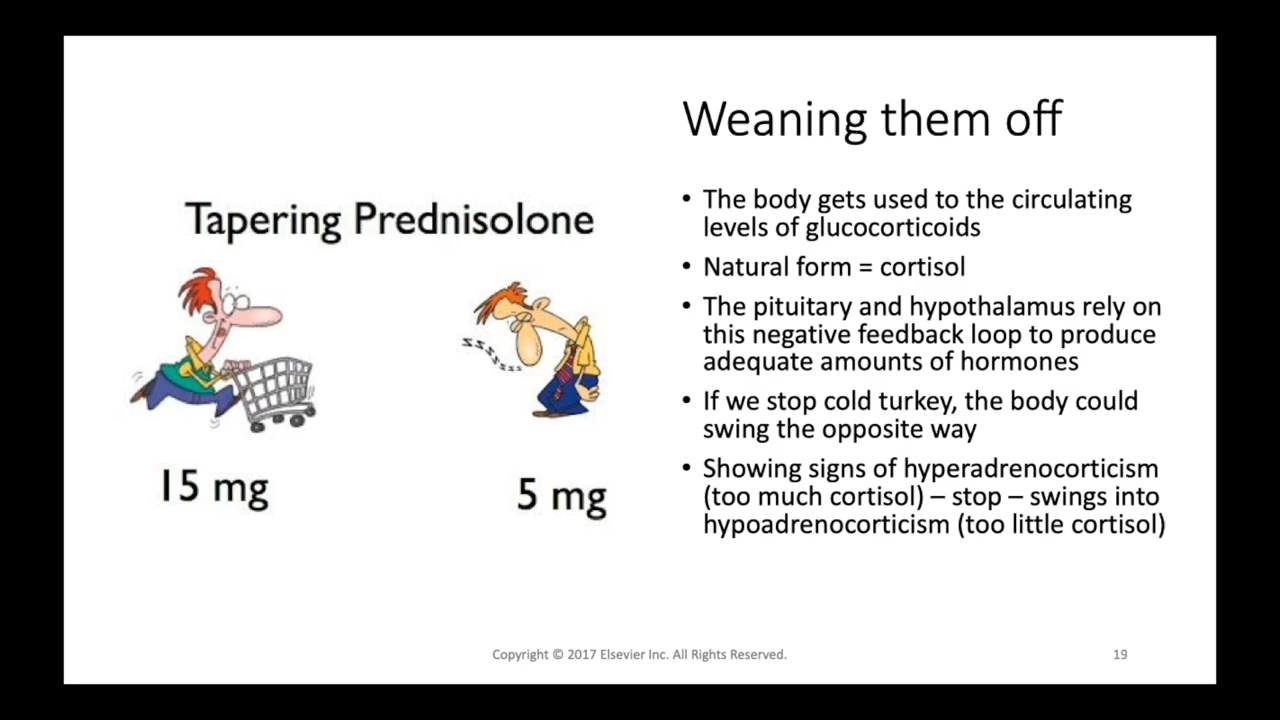 Weaning them off
Tapering Prednisolone
zzzzzzzz
15 mg
5 mg
• The body gets used to the circulating
levels of glucocorticoids
• Natural form = cortisol
• The pituitary and hypothalamus rely on
this negative feedback loop to produce
adequate amounts of hormones
• If we stop cold turkey, the body could
swing the opposite way
• Showing signs of hyperadrenocorticism
(too much cortisol) – stop – swings into
hypoadrenocorticism (too little cortisol)
Copyright © 2017 Elsevier Inc. All Rights Reserved.
19